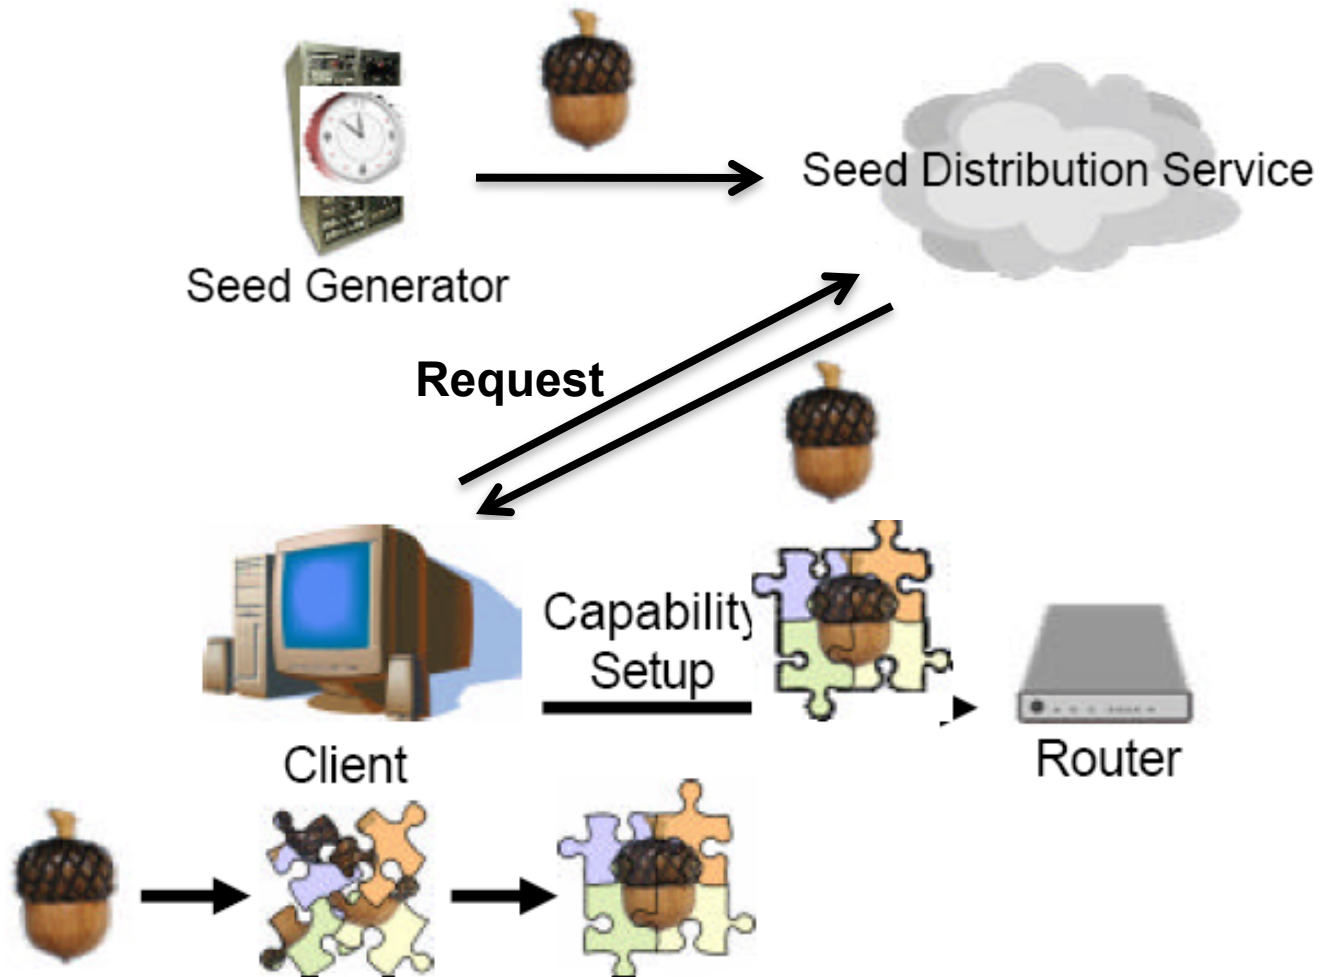 Seed Distribution Service
Seed Generator
Request
Capability
Setup
Client
Router